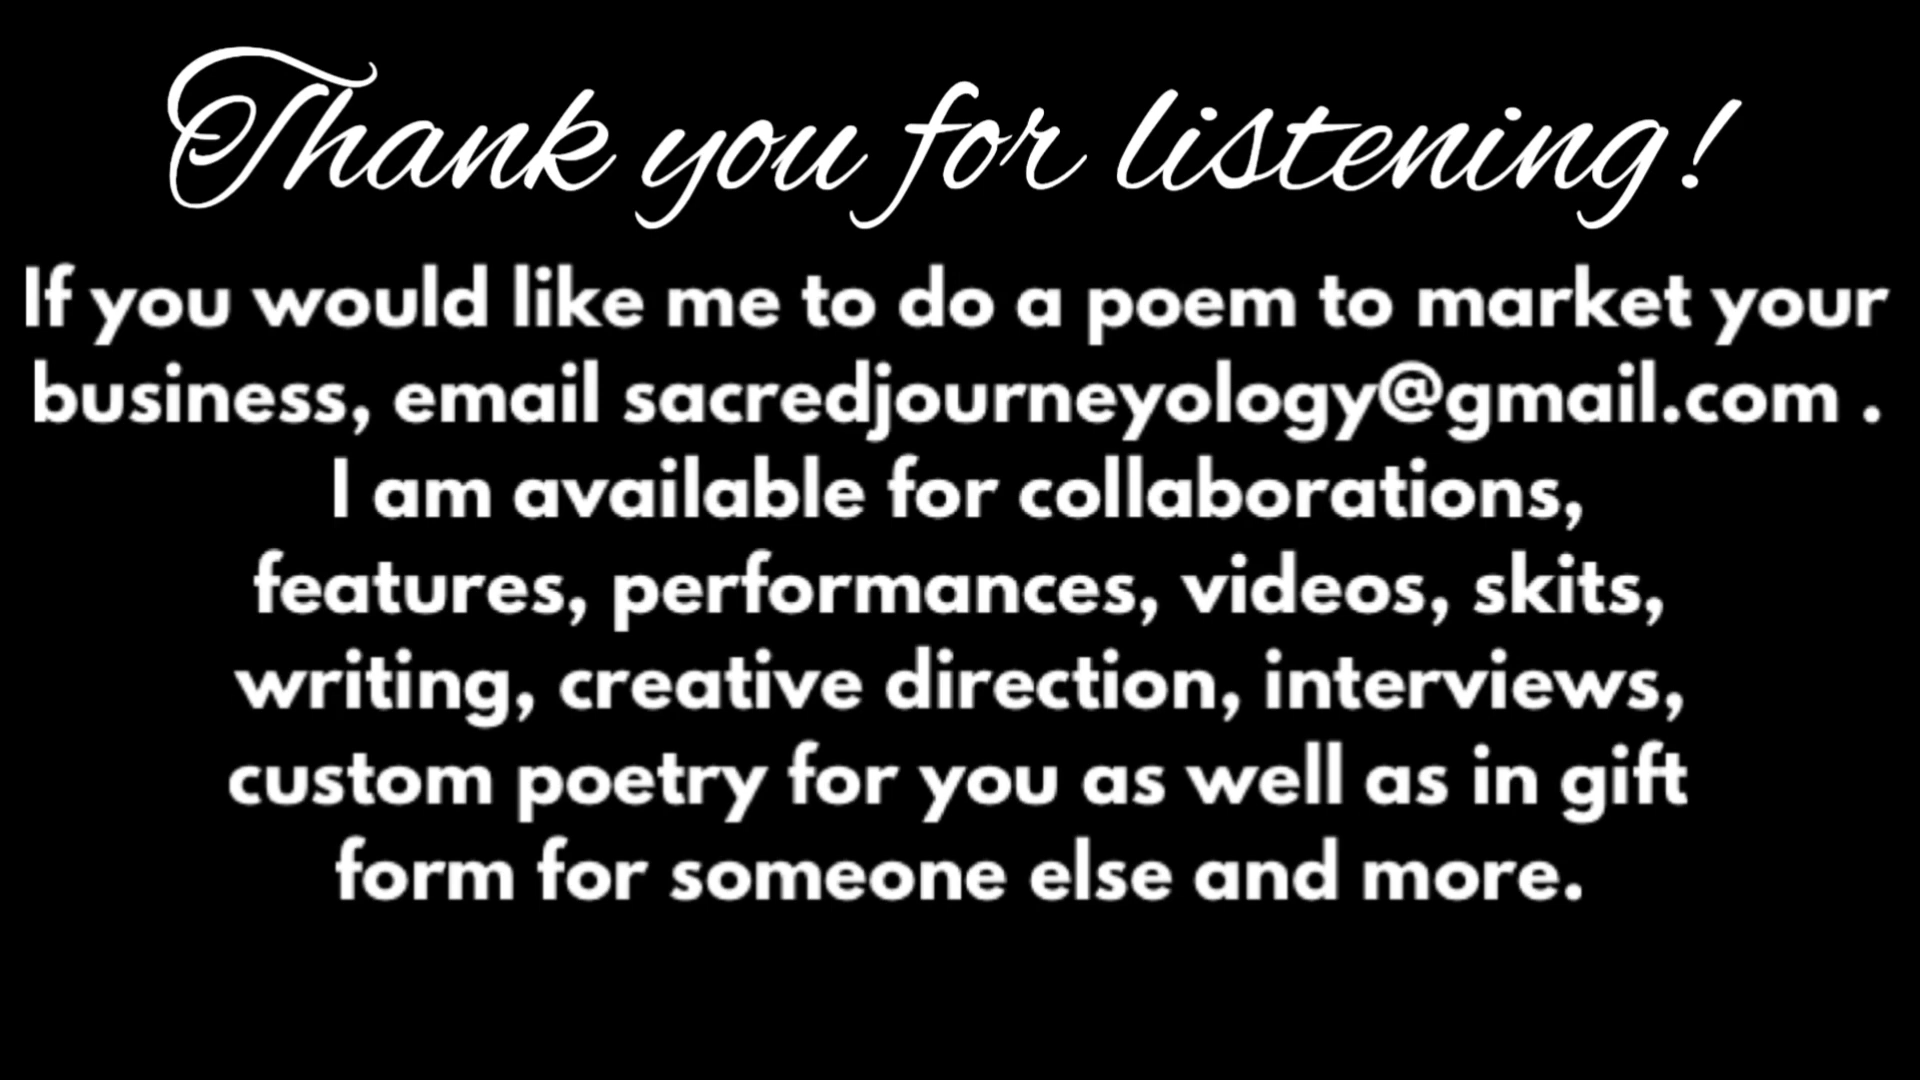 Thank you for listening!
If you would like me to do a poem to market your
business, email sacredjourneyology@gmail.com .
I am available for collaborations,
features, performances, videos, skits,
writing, creative direction, interviews,
custom poetry for you as well as in gift
form for someone else and more.